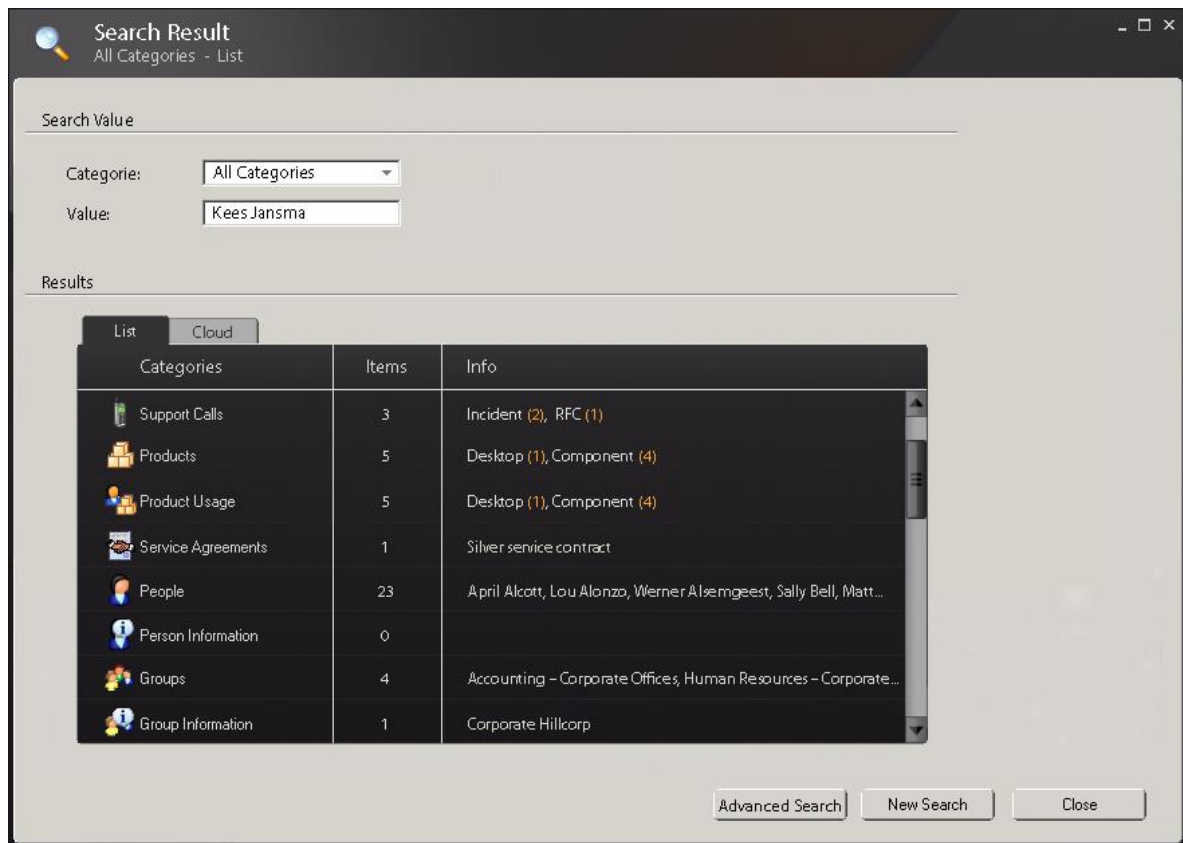 Search Result
All Categories - List
Search Value
Categorie: All Categories
Value: Kees Jansma
Results
List Cloud
Categories Items Info
Support Calls 3 Incident (2), RFC (1)
Products 5 Desktop (1), Component (4)
Product Usage 5 Desktop (1), Component (4)
Service Agreements 1 Silver service contract
People 23 April Alcott, Lou Alonzo, Werner Alsemgeest, Sally Bell, Matt...
Person Information 0
Groups 4 Accounting – Corporate Offices, Human Resources – Corporate...
Group Information 1 Corporate Hillcorp
Advanced Search New Search Close